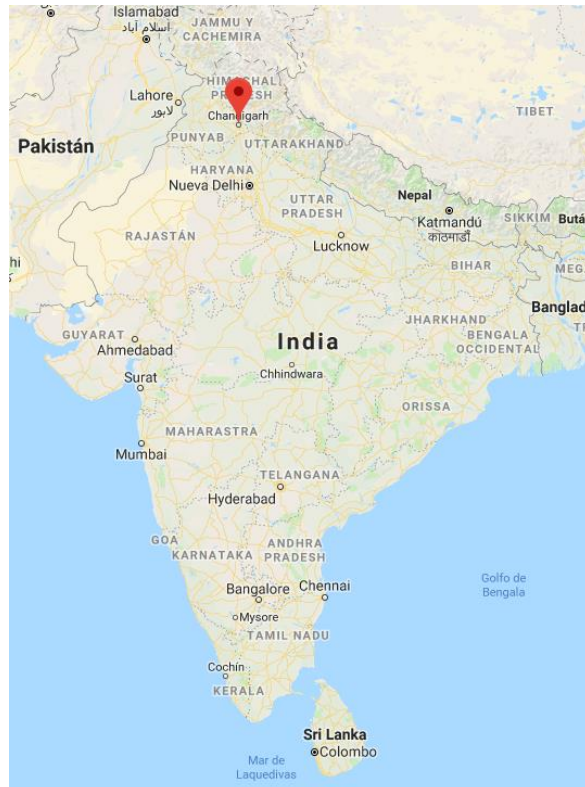 Islamabad
اسلام آباد
JAMMU Y
CACHEMIRA
HIMACHAL
PRADESH
Lahore
لاہور
Chandigarh
TIBET
PUNYAB
UTTARAKHAND
Pakistán
HARYANA
Nueva Delhi
UTTAR
PRADESH
Nepal
Katmandú
काठमाडौँ
SIKKIM
Bután
RAJASTÁN
Lucknow
hi
BIHAR
MEG
Banglad
GUYARAT
Ahmedabad
India
JHARKHAND
BENGALA
OCCIDENTAL
Surat
Chhindwara
ORISSA
Mumbai
MAHARASTRA
TELANGANA
Hyderabad
GOA
KARNATAKA
ANDHRA
PRADESH
Golfo de
Bengala
Bangalore
Chennai
Mysore
TAMIL NADU
Cochín
KERALA
Sri Lanka
Colombo
Mar de
Laquedivas